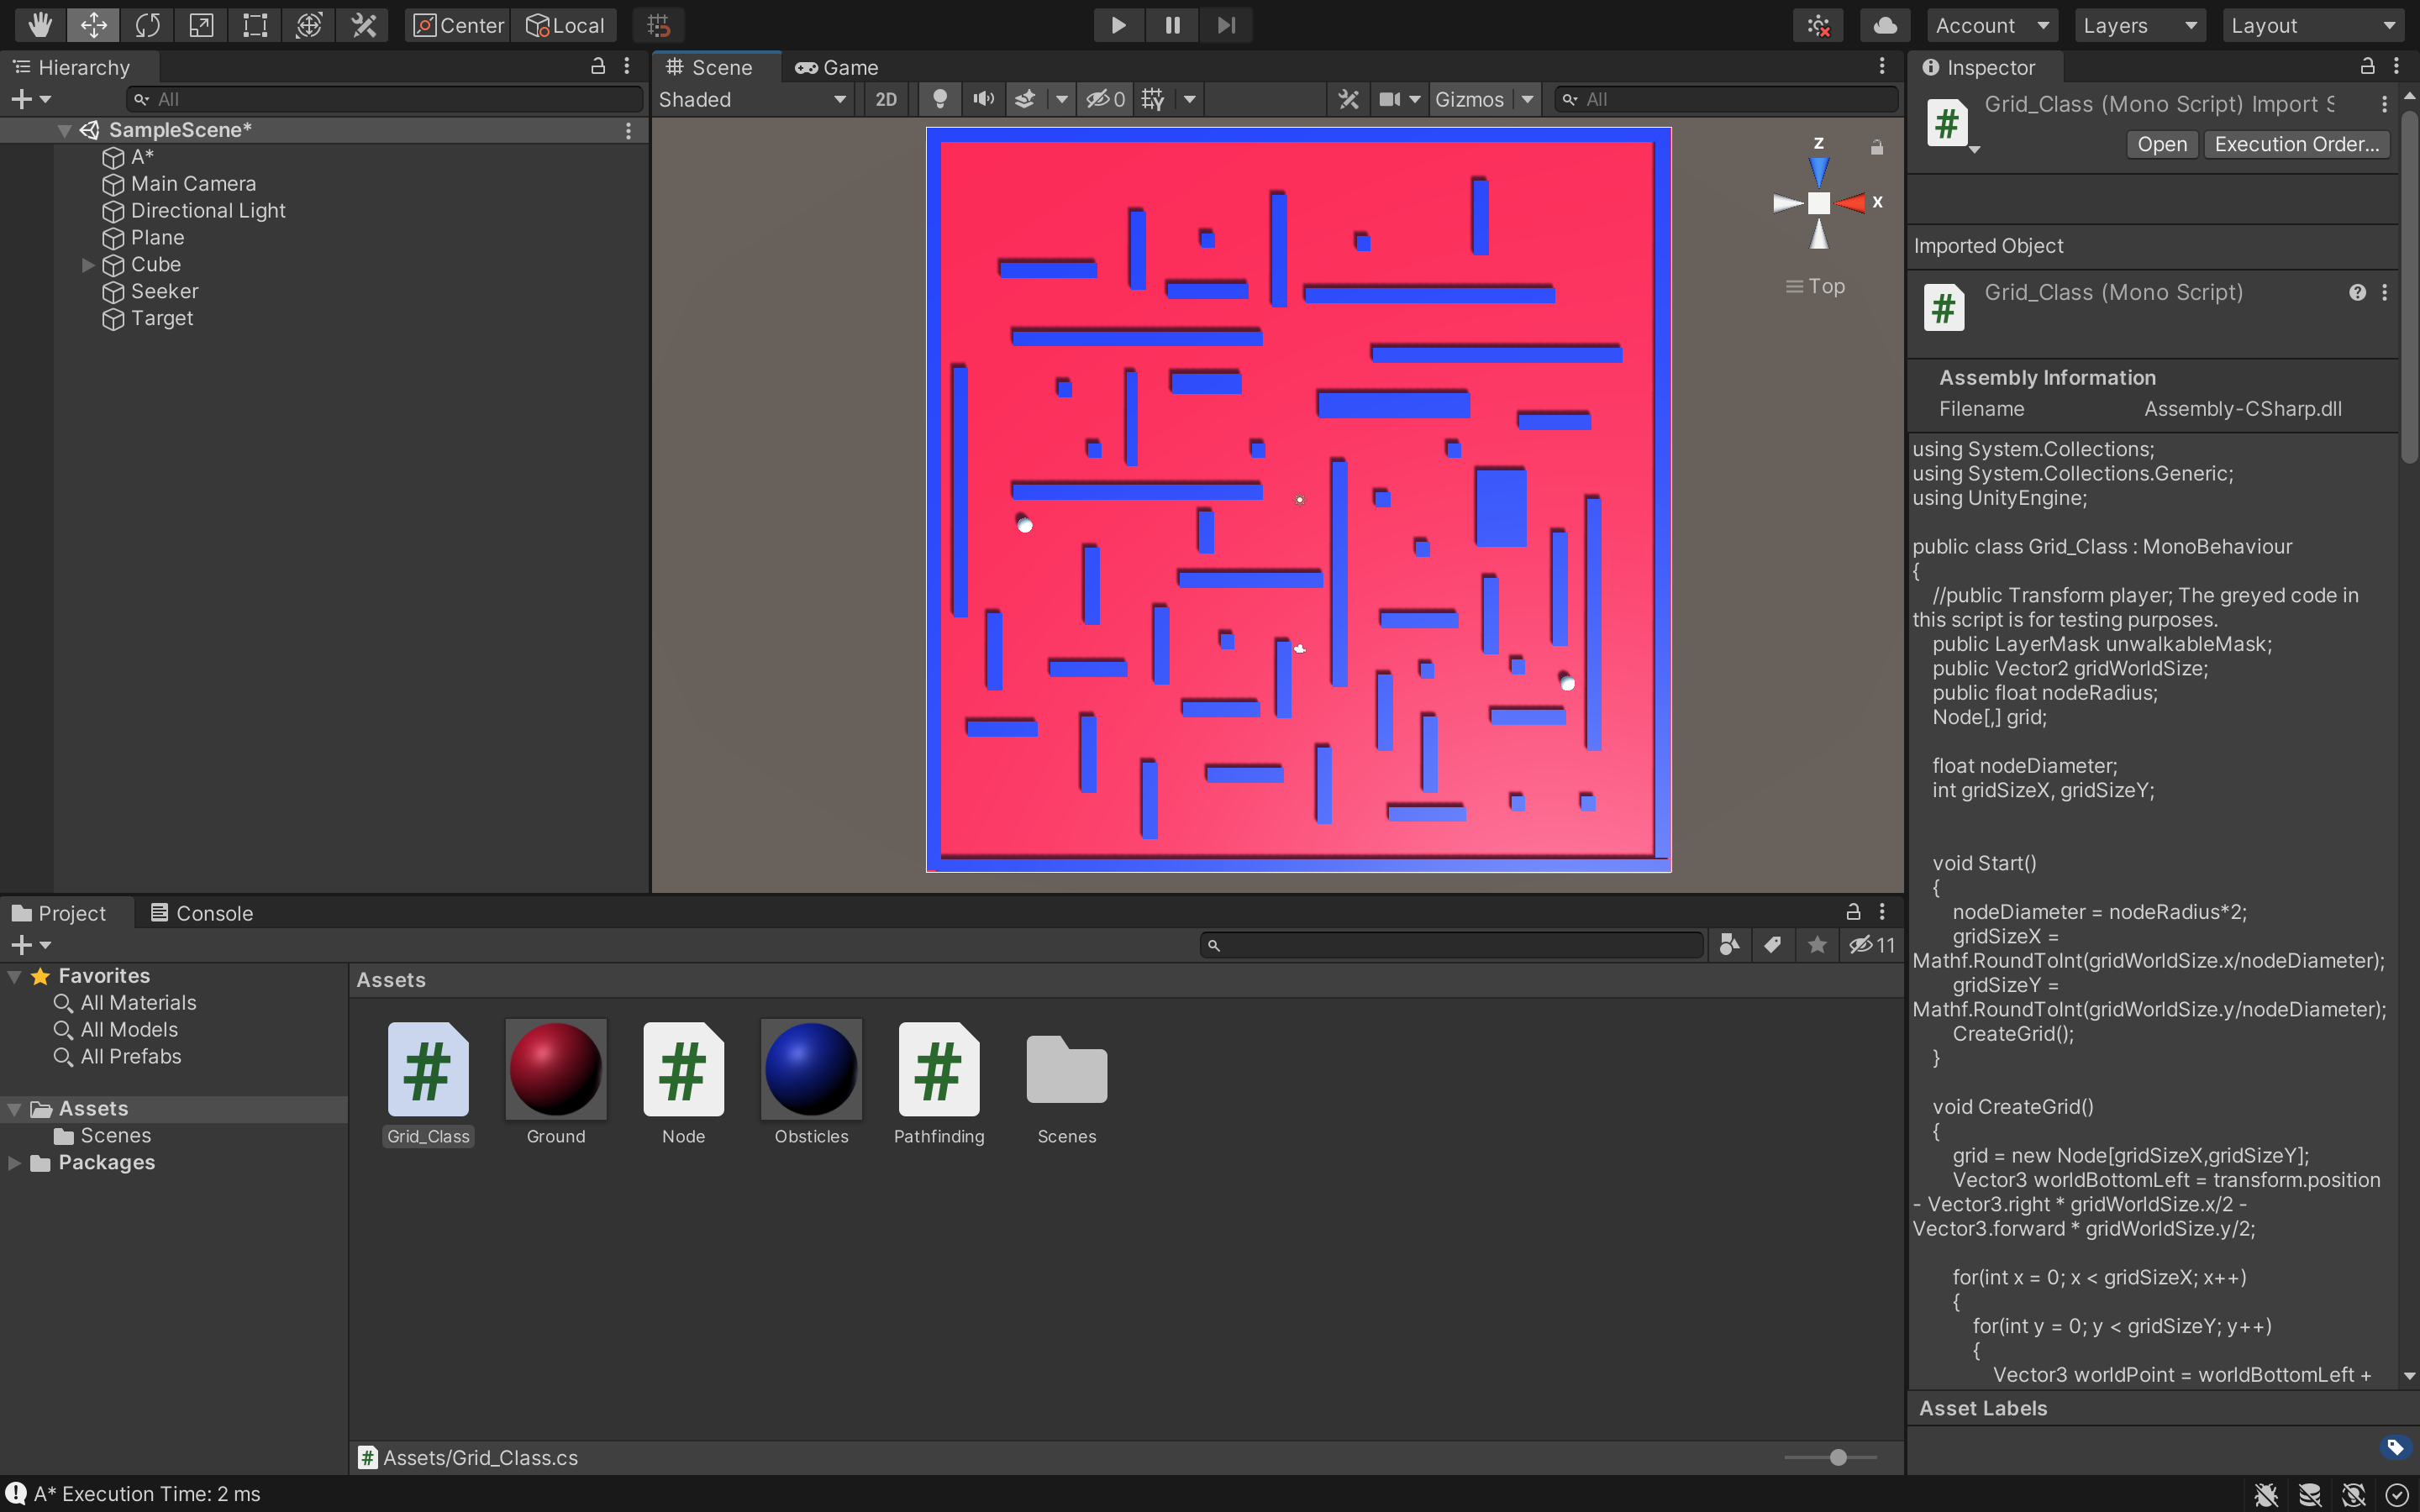 Center
Local
Account
Layers
Layout
Hierarchy
All
SampleScene*
A*
Main Camera
Directional Light
Plane
Cube
Seeker
Target
Scene
Game
Shaded
2D
0
Gizmos
All
Z
X
Top
Inspector
Grid_Class (Mono Script) Import S
Open
Execution Order...
Imported Object
Grid_Class (Mono Script)
Assembly Information
Filename Assembly-CSharp.dll
using System.Collections;
using System.Collections.Generic;
using UnityEngine;
public class Grid_Class : MonoBehaviour
{
//public Transform player; The greyed code in
this script is for testing purposes.
public LayerMask unwalkableMask;
public Vector2 gridWorldSize;
public float nodeRadius;
Node[,] grid;
float nodeDiameter;
int gridSizeX, gridSizeY;
void Start()
{
nodeDiameter = nodeRadius*2;
gridSizeX =
Mathf.RoundToInt(gridWorldSize.x/nodeDiameter);
gridSizeY =
Mathf.RoundToInt(gridWorldSize.y/nodeDiameter);
CreateGrid();
}
void CreateGrid()
{
grid = new Node[gridSizeX,gridSizeY];
Vector3 worldBottomLeft = transform.position
- Vector3.right * gridWorldSize.x/2 -
Vector3.forward * gridWorldSize.y/2;
for(int x = 0; x < gridSizeX; x++)
{
for(int y = 0; y < gridSizeY; y++)
{
Vector3 worldPoint = worldBottomLeft +
Asset Labels
Project
Console
11
Favorites
All Materials
All Models
All Prefabs
Assets
Scenes
Packages
Assets
Grid_Class
Ground
Node
Obsticles
Pathfinding
Scenes
Assets/Grid_Class.cs
A* Execution Time: 2 ms